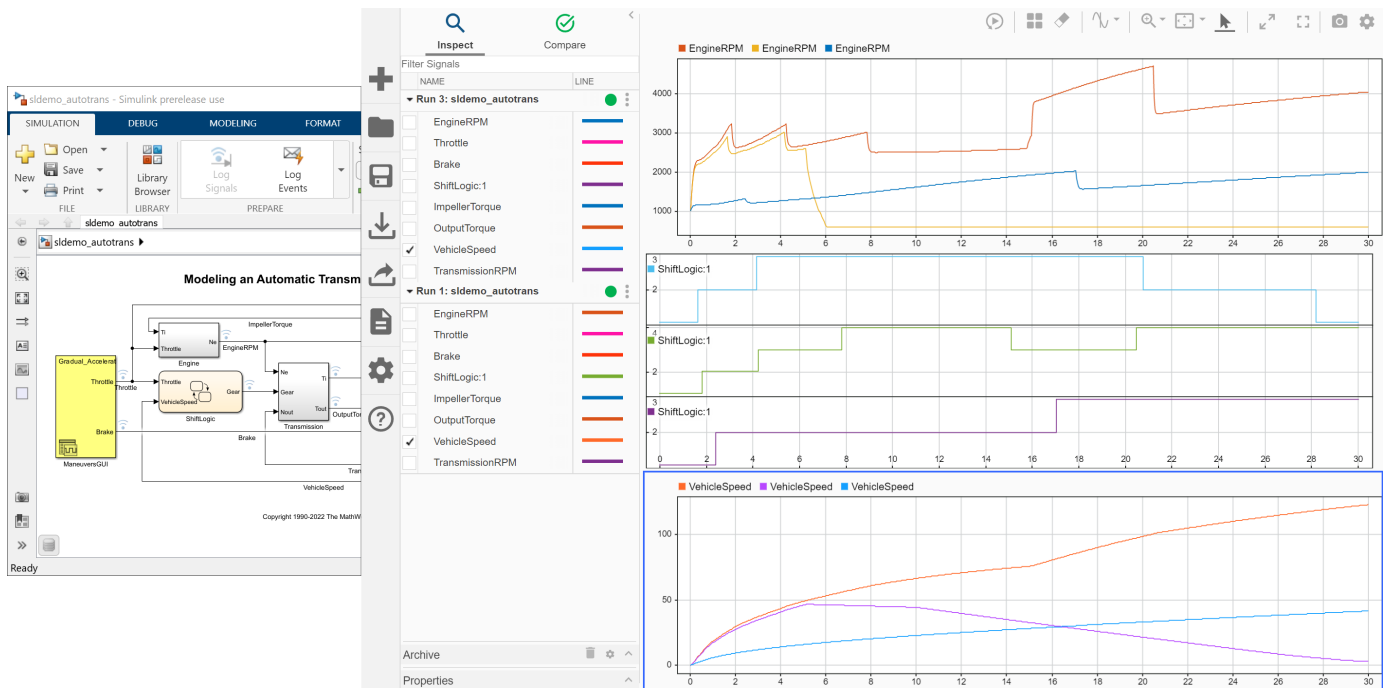 sldemo_autotrans - Simulink prerelease use
SIMULATION DEBUG MODELING FORMAT
New
Open
Save
Print
Library
Browser
Log
Signals
Log
Events
FILE LIBRARY PREPARE
sldemo_autotrans
sldemo_autotrans
Modeling an Automatic Transm
ImpellerTorque
Ti
Throttle
Ne
EngineRPM
Engine
Gradual_Accelerat
Throttle
Throttle
Throttle
VehicleSpeed
Gear
ShiftLogic
Ne
Gear
Nout
Ti
Tout
OutputTor
Transmission
Brake
Brake
ManeuversGUI
Tran
VehicleSpeed
Copyright 1990-2022 The MathW
Ready
Inspect Compare
Filter Signals
NAME LINE
Run 3: sldemo_autotrans
EngineRPM
Throttle
Brake
ShiftLogic:1
ImpellerTorque
OutputTorque
VehicleSpeed
TransmissionRPM
Run 1: sldemo_autotrans
EngineRPM
Throttle
Brake
ShiftLogic:1
ImpellerTorque
OutputTorque
VehicleSpeed
TransmissionRPM
Archive
Properties
EngineRPM EngineRPM EngineRPM
4000
3000
2000
1000
0 2 4 6 8 10 12 14 16 18 20 22 24 26 28 30
3
ShiftLogic:1
2
4
ShiftLogic:1
2
3
ShiftLogic:1
2
0 2 4 6 8 10 12 14 16 18 20 22 24 26 28 30
VehicleSpeed VehicleSpeed VehicleSpeed
100
50
0
0 2 4 6 8 10 12 14 16 18 20 22 24 26 28 30